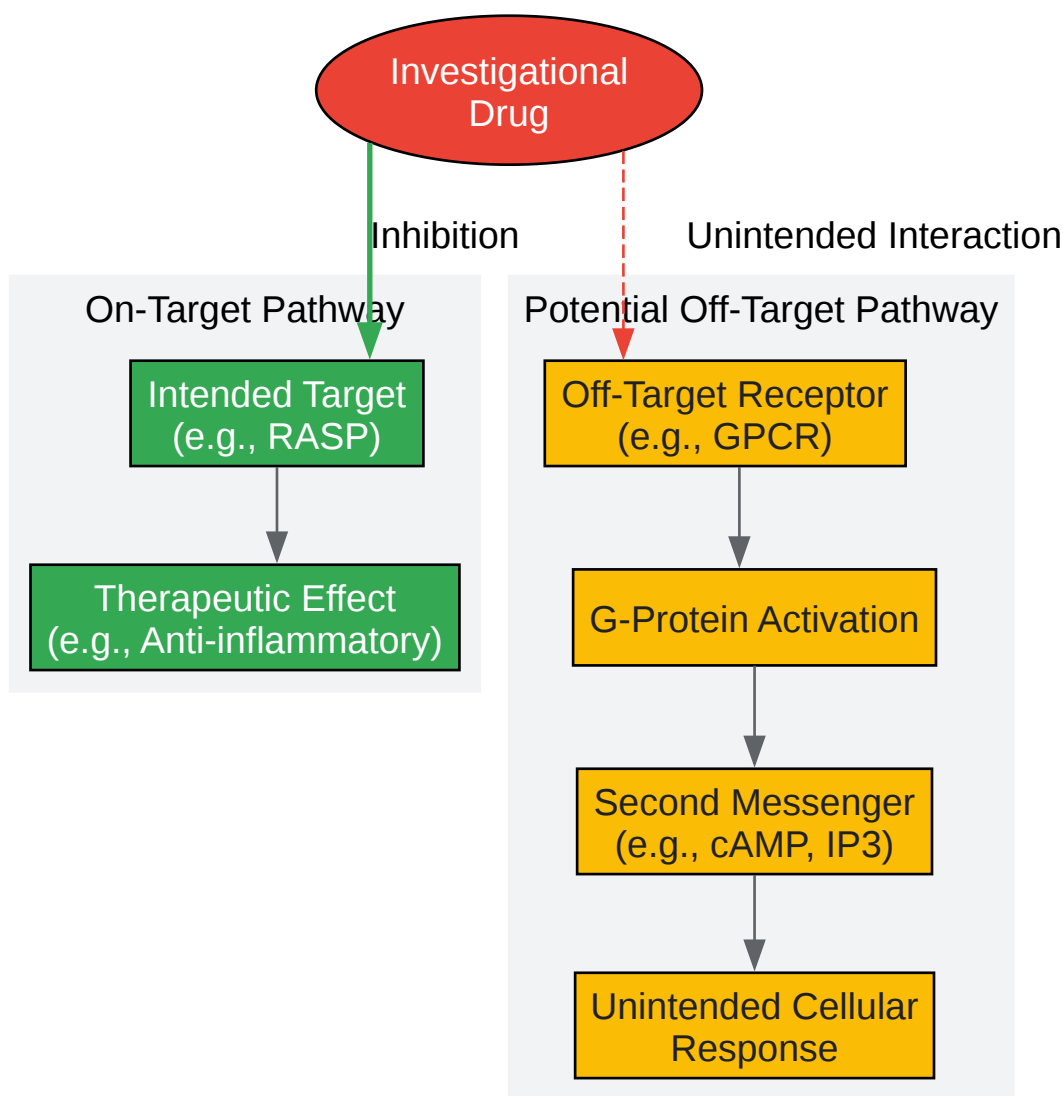 Investigational
Drug
Inhibition
Unintended Interaction
On-Target Pathway
Intended Target
(e.g., RASP)
Therapeutic Effect
(e.g., Anti-inflammatory)
Potential Off-Target Pathway
Off-Target Receptor
(e.g., GPCR)
G-Protein Activation
Second Messenger
(e.g., cAMP, IP3)
Unintended Cellular
Response